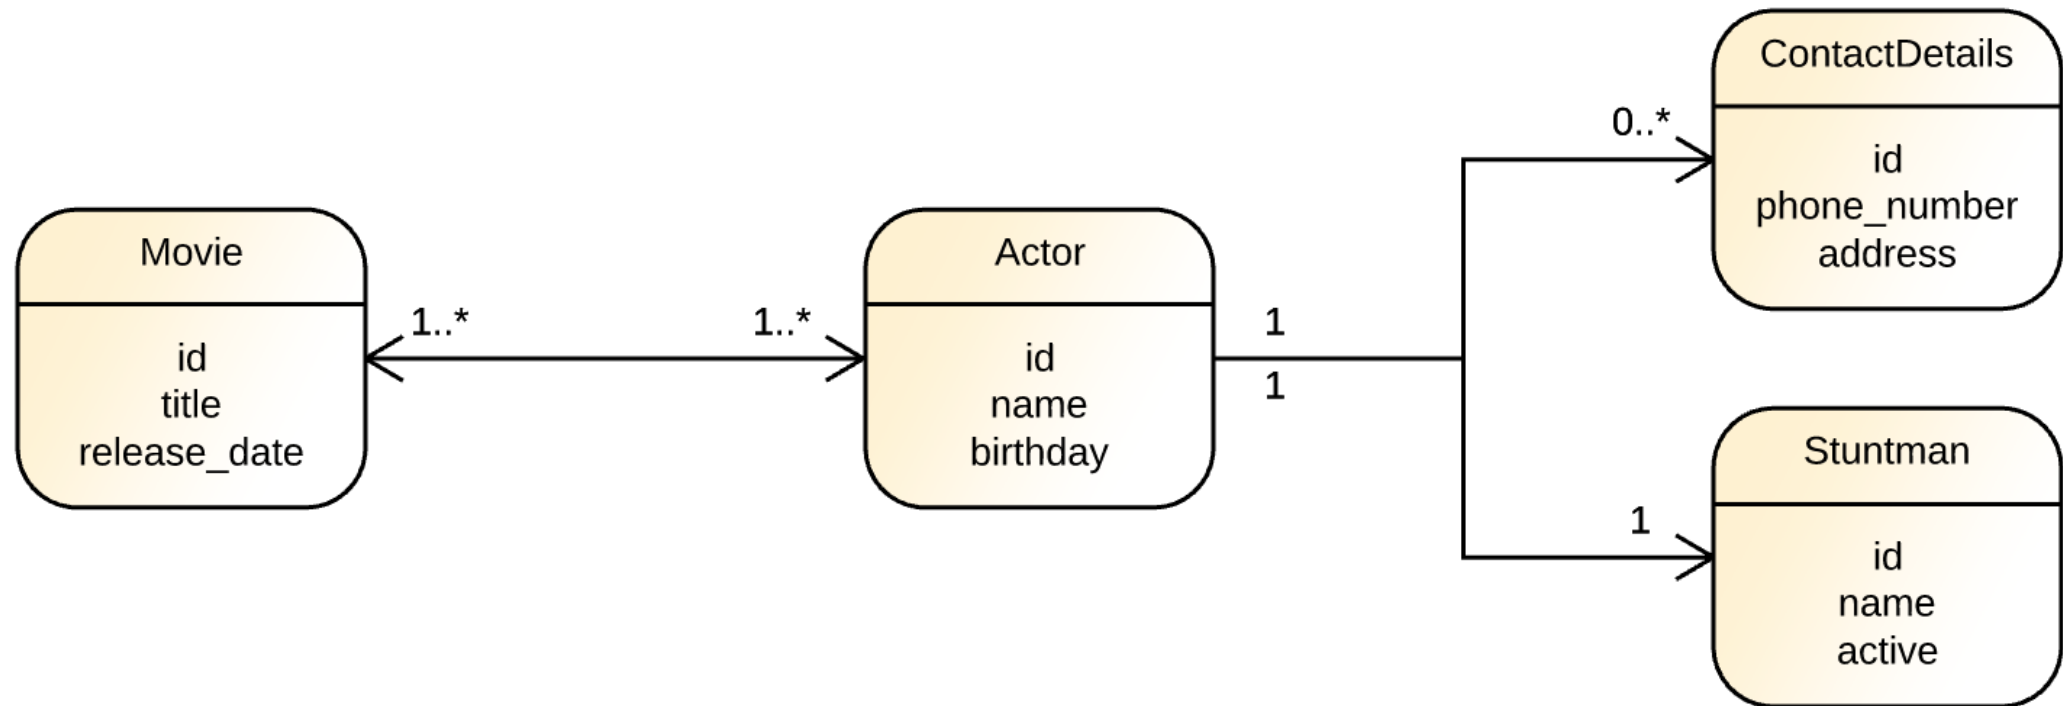 Movie
id
title
release_date
1..*
1..*
Actor
id
name
birthday
1
1
0..*
ContactDetails
id
phone_number
address
1
Stuntman
id
name
active